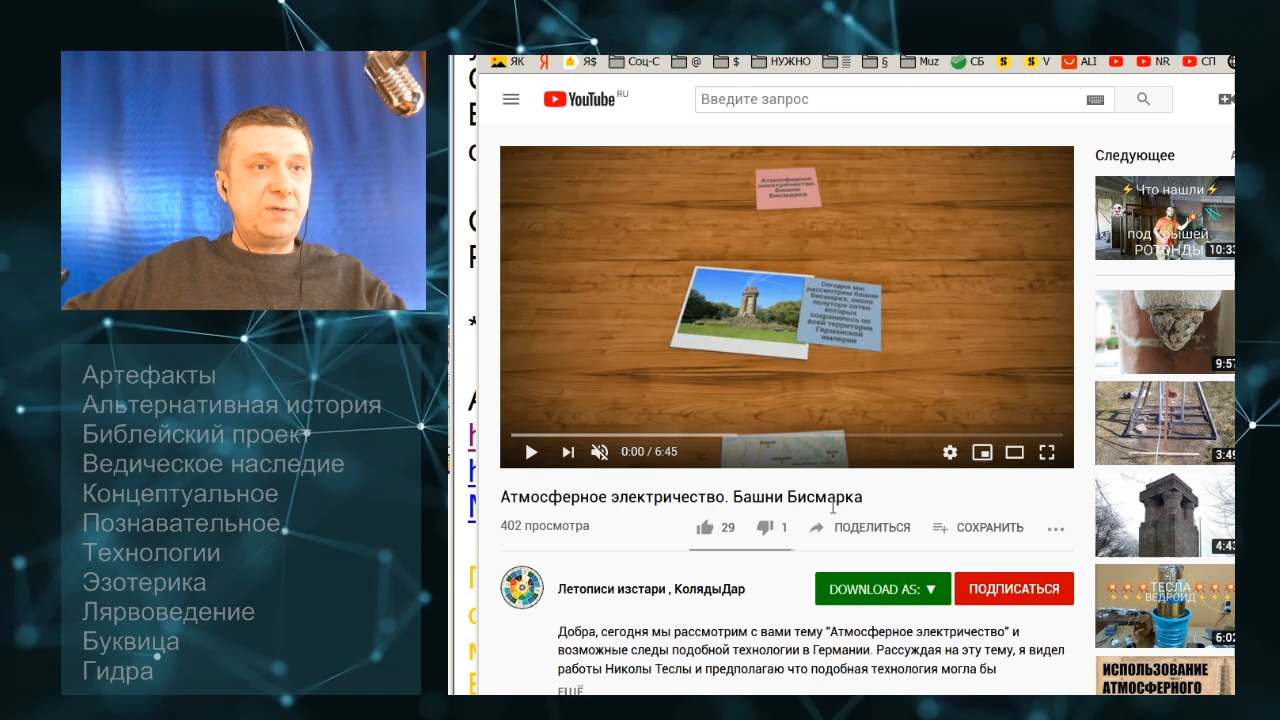 Артефакты
Альтернативная история
Библейский проект
Ведическое наследие
Концептуальное
Познавательное
Технологии
Эзотерика
Лярвоведение
Буквица
Гидра
ЯК
Я
Я$
Соц-С
@
$
НУЖНО
§
Muz
СБ
$
$ V
ALI
NR
СП
YouTube RU
Введите запрос
Атмосферное
электричество.
Башни
Бисмарка
Сегодня мы
рассмотрим башни
Бисмарка, около
полутора сотен
которых
сохранилось по
всей территории
Германской
империи
0:00 / 6:45
Атмосферное электричество. Башни Бисмарка
402 просмотра
29
1
ПОДЕЛИТЬСЯ
СОХРАНИТЬ
Летописи изстари , КолядыДар
DOWNLOAD AS: ▼
ПОДПИСАТЬСЯ
Добра, сегодня мы рассмотрим с вами тему "Атмосферное электричество" и
возможные следы подобной технологии в Германии. Рассуждая на эту тему, я видел
работы Николы Теслы и предполагаю что подобная технология могла бы
ЕЩЁ
Следующее
⚡Что нашли⚡
под крышей
РОТОНДЫ
10:33
9:57
3:49
4:43
ТЕСЛА
ВЕДРОИД
6:02
ИСПОЛЬЗОВАНИЕ
АТМОСФЕРНОГО